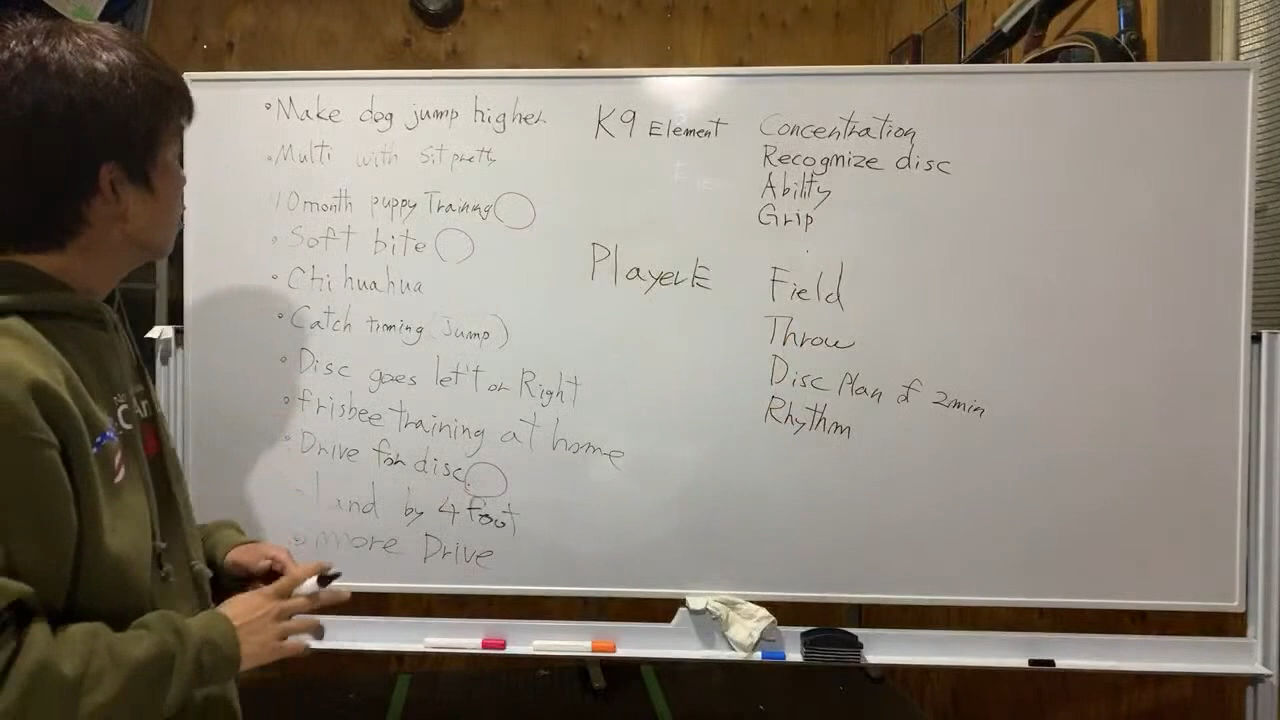 • Make dog jump higher
• Multi with sit pretty
10 month puppy Training
• Soft bite
• Chihuahua
• Catch timing (jump)
• Disc goes left or Right
• frisbee training at home
• Drive for disc
- Land by 4 foot
• more Drive
K9 Element
Concentration
Recognize disc
Ability
Grip
Player E
Field
Throw
Disc Plan of 2min
Rhythm